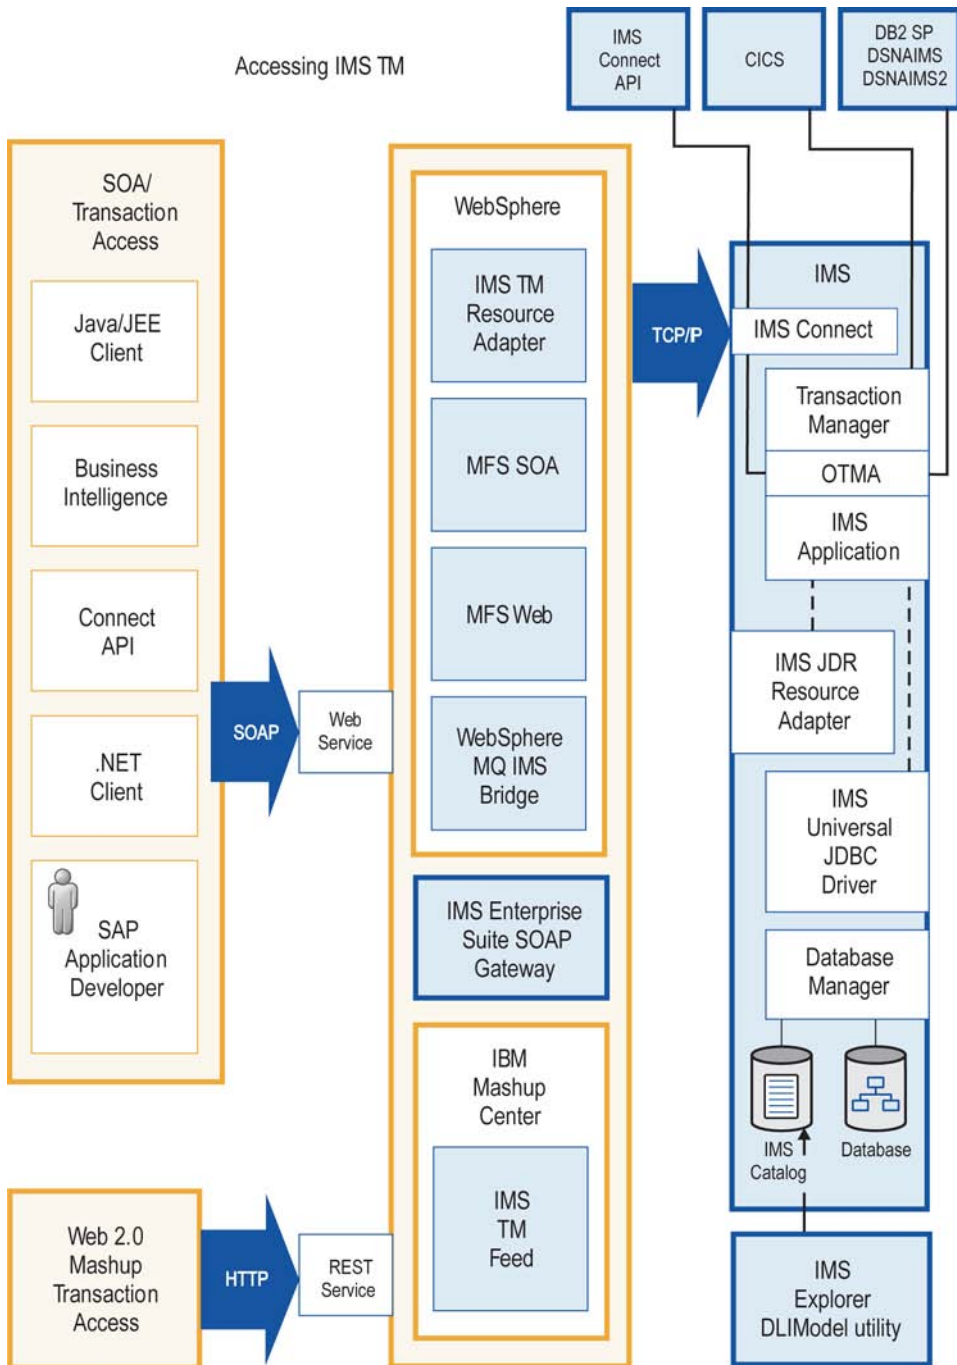 Accessing IMS TM
IMS
Connect
API
CICS
DB2 SP
DSNAIMS
DSNAIMS2
SOA/
Transaction
Access
Java/JEE
Client
Business
Intelligence
Connect
API
.NET
Client
SAP
Application
Developer
SOAP
Web
Service
WebSphere
IMS TM
Resource
Adapter
MFS SOA
MFS Web
WebSphere
MQ IMS
Bridge
IMS Enterprise
Suite SOAP
Gateway
IBM
Mashup
Center
IMS
TM
Feed
Web 2.0
Mashup
Transaction
Access
HTTP
REST
Service
TCP/IP
IMS
IMS Connect
Transaction
Manager
OTMA
IMS
Application
IMS JDR
Resource
Adapter
IMS
Universal
JDBC
Driver
Database
Manager
IMS
Catalog
Database
IMS
Explorer
DLIModel utility